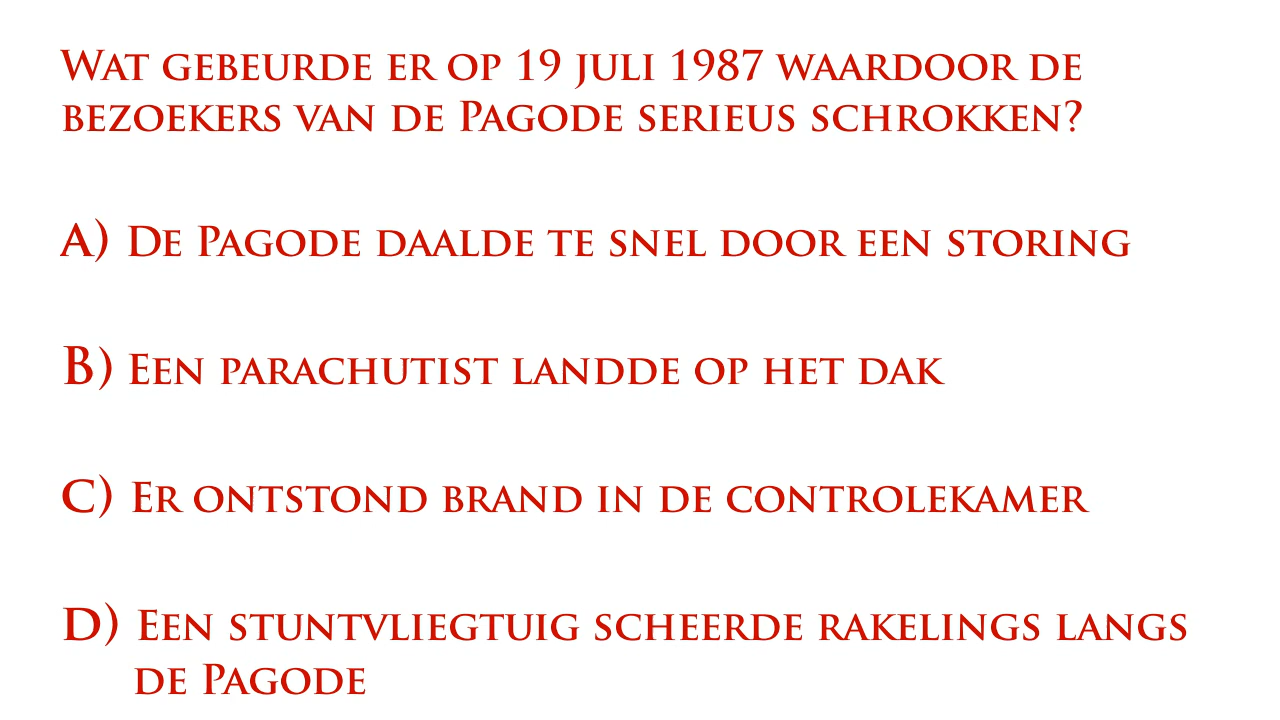 Wat gebeurde er op 19 juli 1987 waardoor de
bezoekers van de Pagode serieus schrokken?
a) De Pagode daalde te snel door een storing
B) Een parachutist landde op het dak
c) Er ontstond brand in de controlekamer
d) Een stuntvliegtuig scheerde rakelings langs
de Pagode